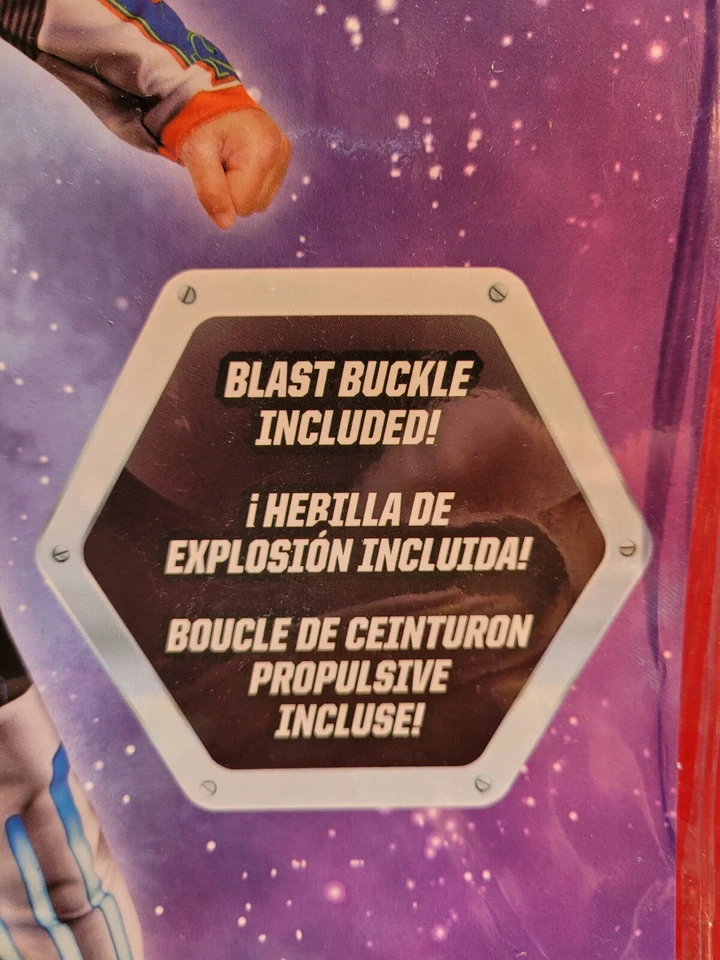 BLAST BUCKLE
INCLUDED!
¡HEBILLA DE
EXPLOSIÓN INCLUIDA!
BOUCLE DE CEINTURON
PROPULSIVE
INCLUSE!